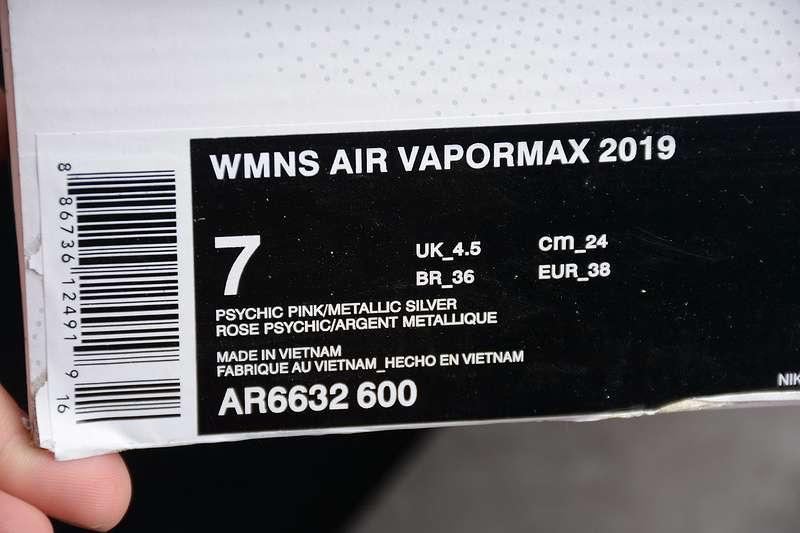 WMNS AIR VAPORMAX 2019
7
UK_4.5
cm_24
BR_36
EUR_38
PSYCHIC PINK/METALLIC SILVER
ROSE PSYCHIC/ARGENT METALLIQUE
MADE IN VIETNAM
FABRIQUE AU VIETNAM_HECHO EN VIETNAM
AR6632 600
NIK
8 86736 12491 9 16